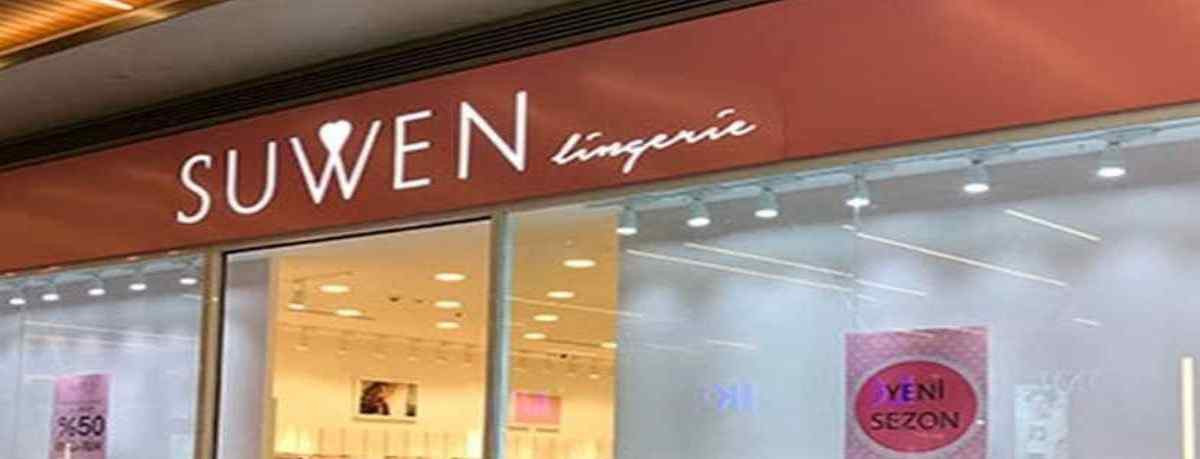 SUWEN lingerie
%50
YENİ
SEZON